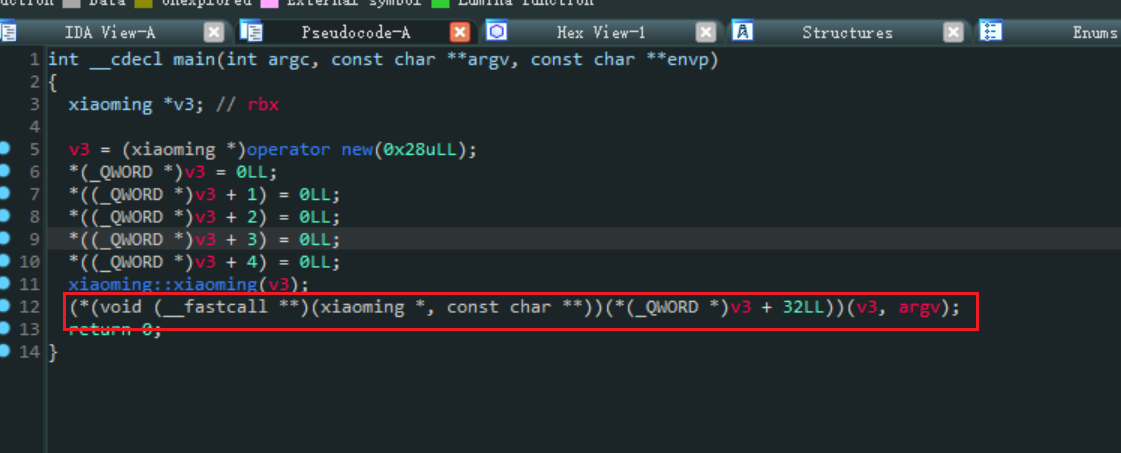 Data Unexplored External symbol Lumina function
IDA View-A Pseudocode-A Hex View-1 Structures Enums
1 int __cdecl main(int argc, const char **argv, const char **envp)
2 {
3 xiaoming *v3; // rbx
4
5 v3 = (xiaoming *)operator new(0x28uLL);
6 *(_QWORD *)v3 = 0LL;
7 *((_QWORD *)v3 + 1) = 0LL;
8 *((_QWORD *)v3 + 2) = 0LL;
9 *((_QWORD *)v3 + 3) = 0LL;
10 *((_QWORD *)v3 + 4) = 0LL;
11 xiaoming::xiaoming(v3);
12 (*(void (__fastcall **)(xiaoming *, const char **))(*(_QWORD *)v3 + 32LL))(v3, argv);
13 return 0;
14 }